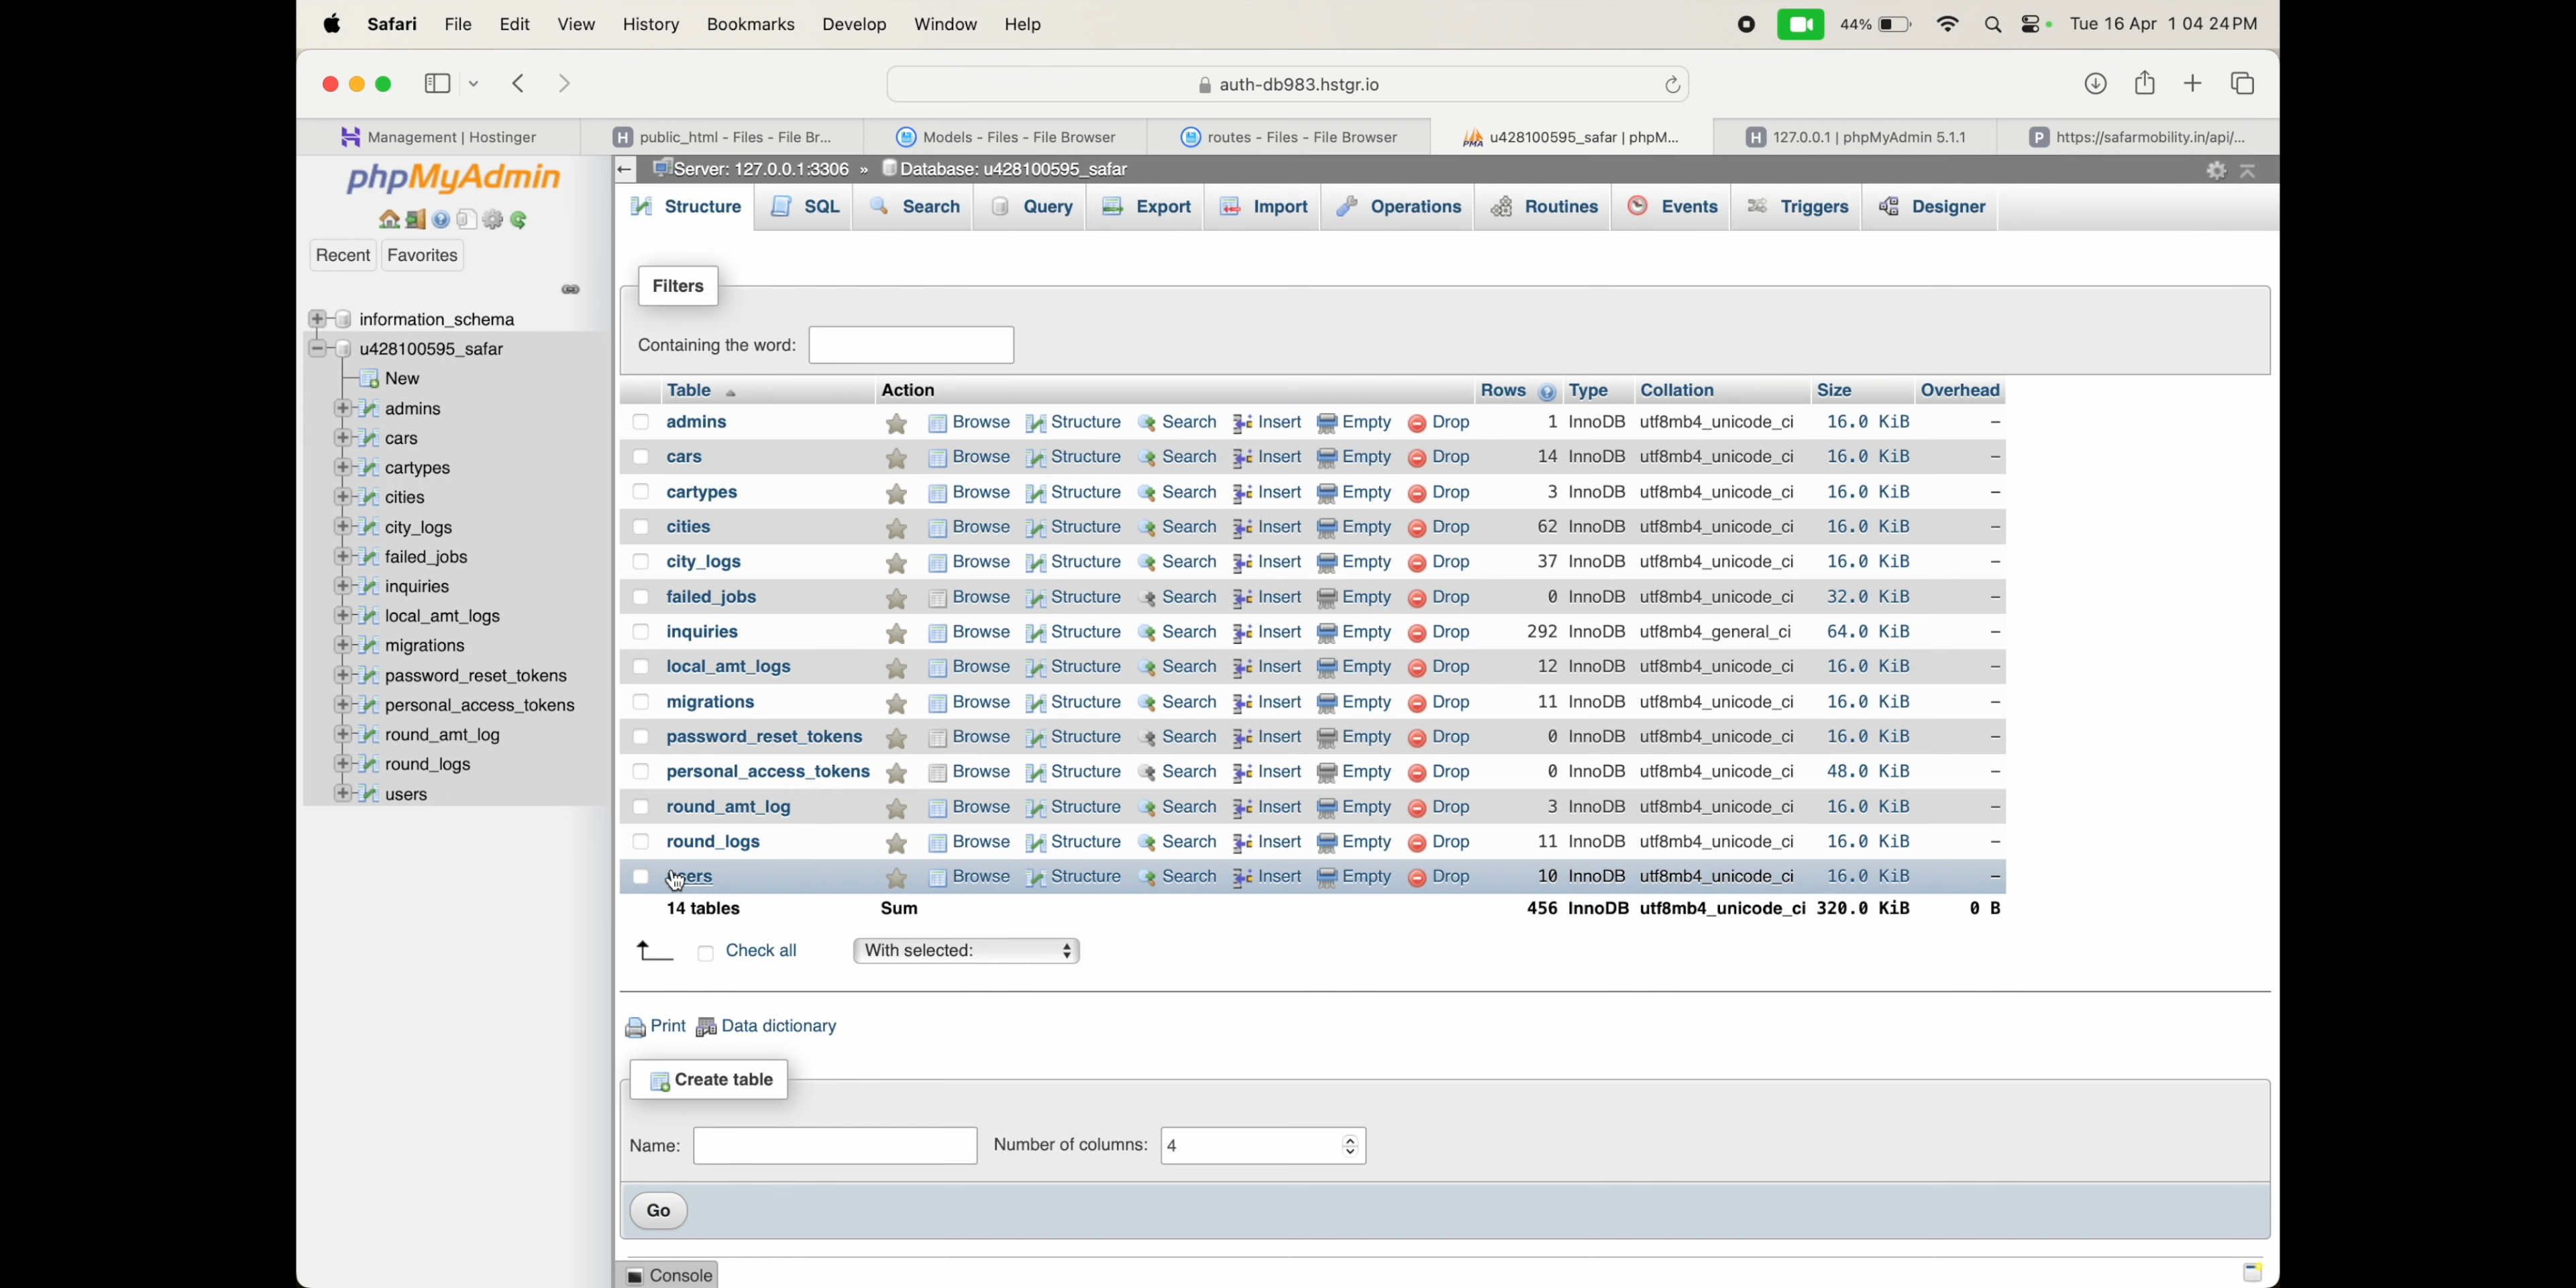 Safari File Edit View History Bookmarks Develop Window Help 44% Tue 16 Apr 1 04 24 PM
auth-db983.hstgr.io
Management | Hostinger public_html - Files - File Br... Models - Files - File Browser routes - Files - File Browser u428100595_safar | phpM... 127.0.0.1 | phpMyAdmin 5.1.1 https://safarmobility.in/api/...
phpMyAdmin
Recent Favorites
information_schema
u428100595_safar
New
admins
cars
cartypes
cities
city_logs
failed_jobs
inquiries
local_amt_logs
migrations
password_reset_tokens
personal_access_tokens
round_amt_log
round_logs
users
Server: 127.0.0.1:3306 » Database: u428100595_safar
Structure SQL Search Query Export Import Operations Routines Events Triggers Designer
Filters
Containing the word:
Table Action Rows Type Collation Size Overhead
admins Browse Structure Search Insert Empty Drop 1 InnoDB utf8mb4_unicode_ci 16.0 KiB -
cars Browse Structure Search Insert Empty Drop 14 InnoDB utf8mb4_unicode_ci 16.0 KiB -
cartypes Browse Structure Search Insert Empty Drop 3 InnoDB utf8mb4_unicode_ci 16.0 KiB -
cities Browse Structure Search Insert Empty Drop 62 InnoDB utf8mb4_unicode_ci 16.0 KiB -
city_logs Browse Structure Search Insert Empty Drop 37 InnoDB utf8mb4_unicode_ci 16.0 KiB -
failed_jobs Browse Structure Search Insert Empty Drop 0 InnoDB utf8mb4_unicode_ci 32.0 KiB -
inquiries Browse Structure Search Insert Empty Drop 292 InnoDB utf8mb4_general_ci 64.0 KiB -
local_amt_logs Browse Structure Search Insert Empty Drop 12 InnoDB utf8mb4_unicode_ci 16.0 KiB -
migrations Browse Structure Search Insert Empty Drop 11 InnoDB utf8mb4_unicode_ci 16.0 KiB -
password_reset_tokens Browse Structure Search Insert Empty Drop 0 InnoDB utf8mb4_unicode_ci 16.0 KiB -
personal_access_tokens Browse Structure Search Insert Empty Drop 0 InnoDB utf8mb4_unicode_ci 48.0 KiB -
round_amt_log Browse Structure Search Insert Empty Drop 3 InnoDB utf8mb4_unicode_ci 16.0 KiB -
round_logs Browse Structure Search Insert Empty Drop 11 InnoDB utf8mb4_unicode_ci 16.0 KiB -
users Browse Structure Search Insert Empty Drop 10 InnoDB utf8mb4_unicode_ci 16.0 KiB -
14 tables Sum 456 InnoDB utf8mb4_unicode_ci 320.0 KiB 0 B
Check all With selected:
Print Data dictionary
Create table
Name: Number of columns: 4
Go
Console